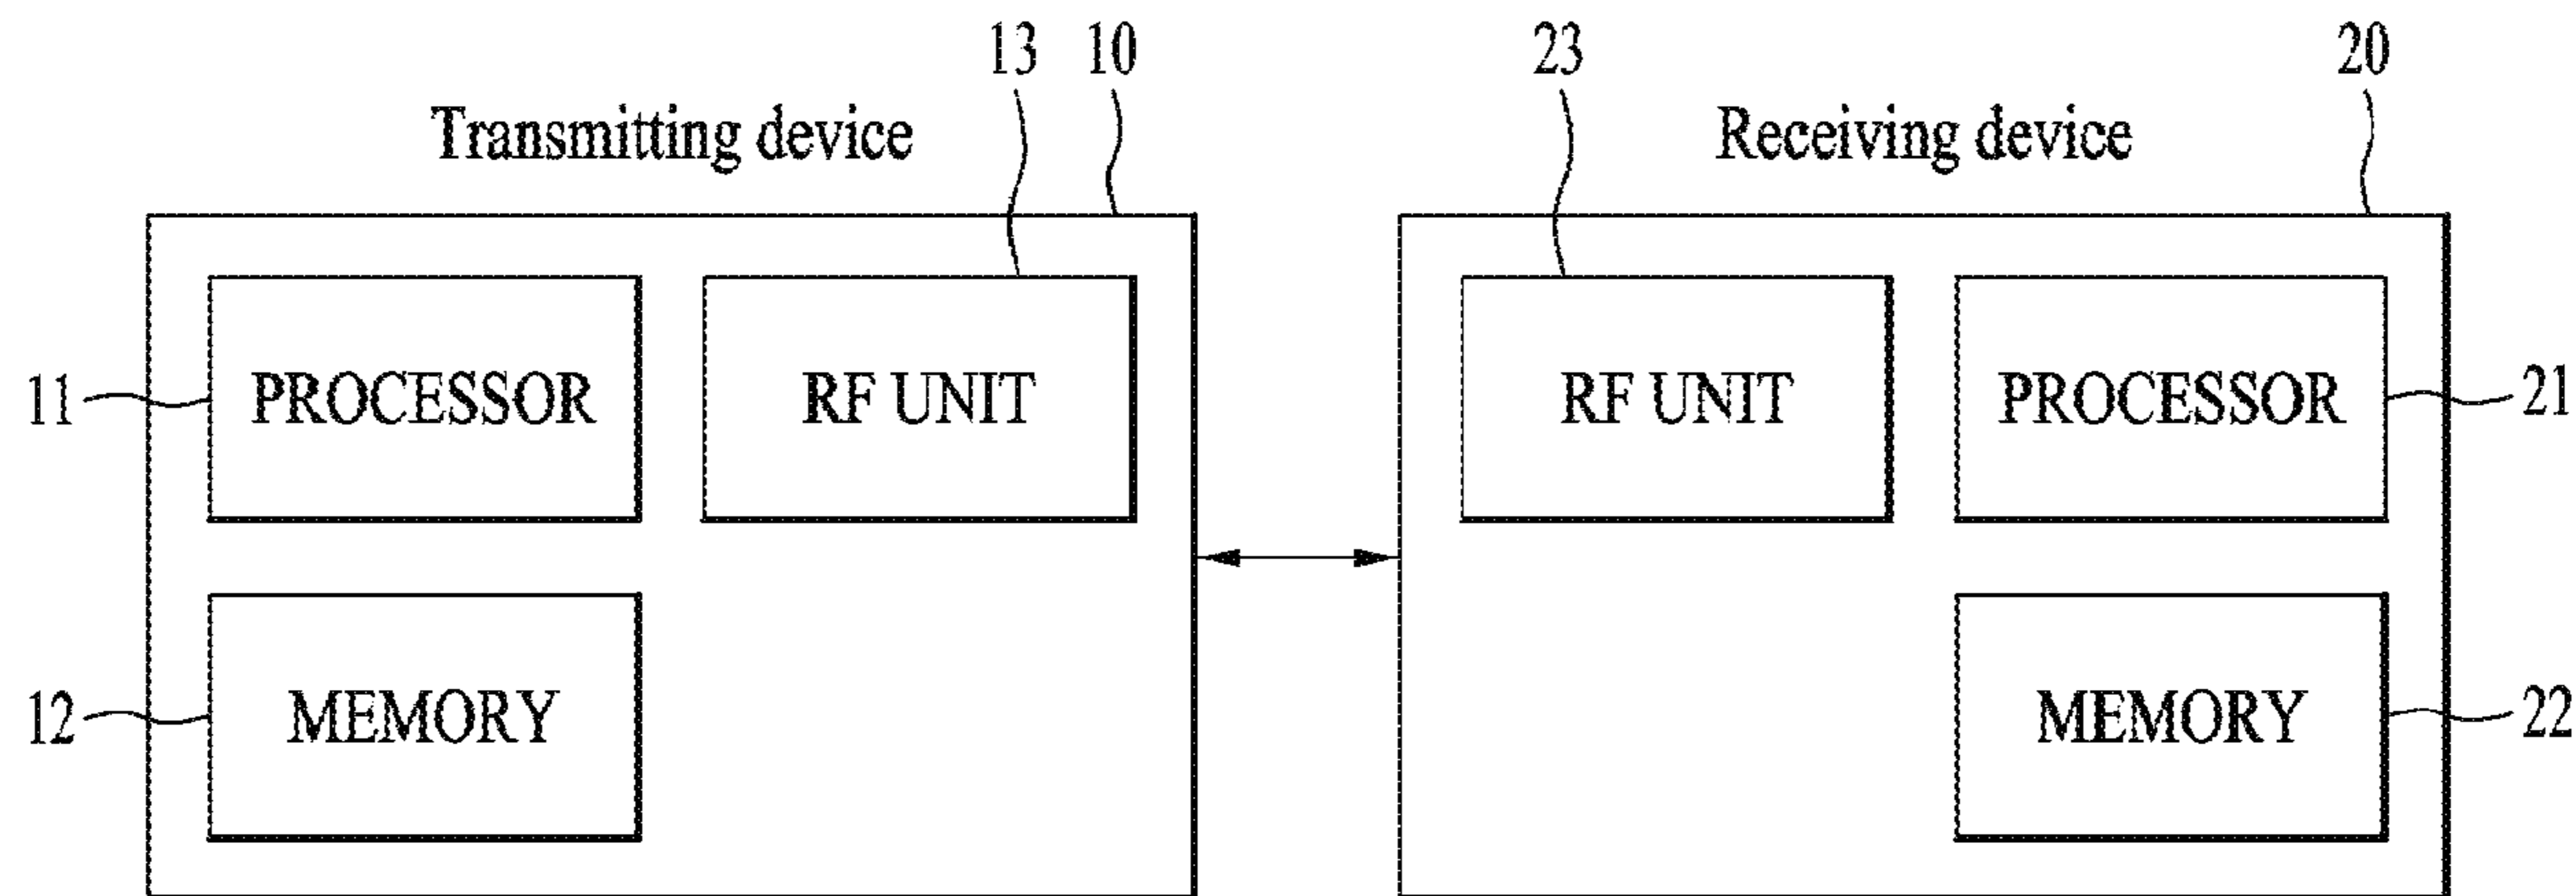 13 10 23 20
Transmitting device Receiving device
11 PROCESSOR RF UNIT RF UNIT PROCESSOR 21
12 MEMORY MEMORY 22